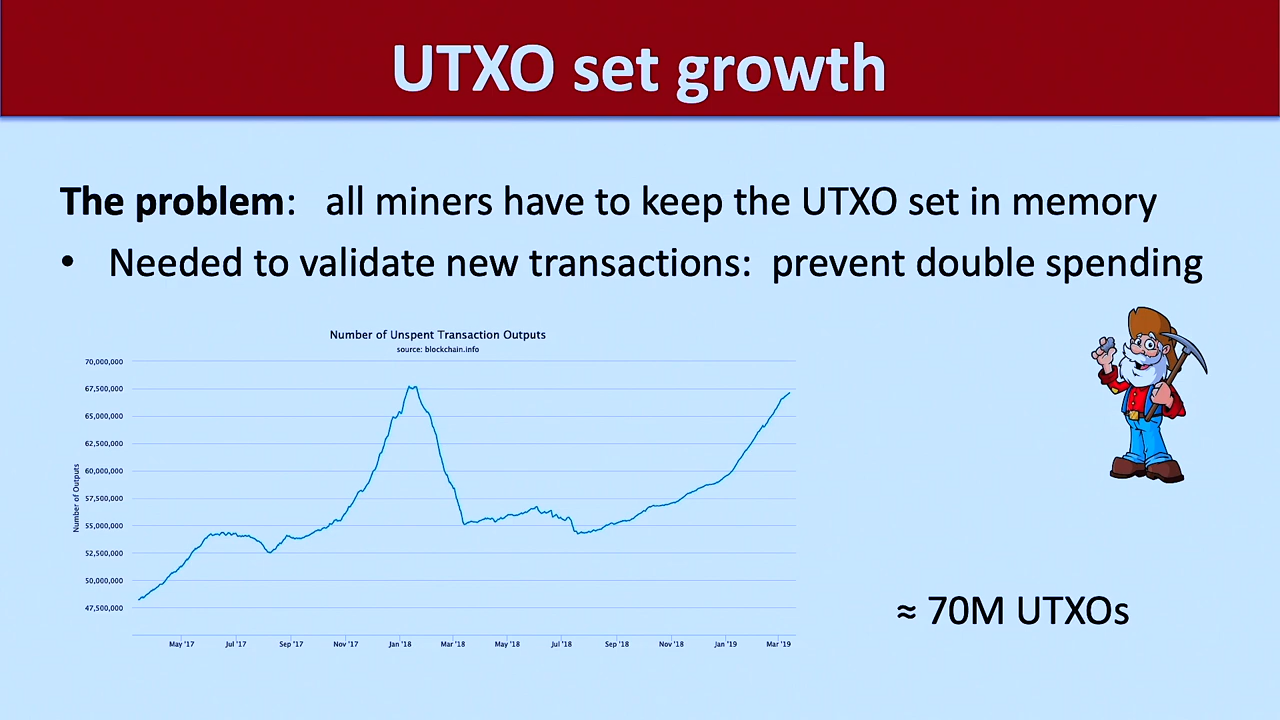 UTXO set growth
The problem: all miners have to keep the UTXO set in memory
• Needed to validate new transactions: prevent double spending
Number of Unspent Transaction Outputs
source: blockchain.info
70,000,000
67,500,000
65,000,000
62,500,000
60,000,000
57,500,000
55,000,000
52,500,000
50,000,000
47,500,000
Number of Outputs
May '17 Jul '17 Sep '17 Nov '17 Jan '18 Mar '18 May '18 Jul '18 Sep '18 Nov '18 Jan '19 Mar '19
≈ 70M UTXOs